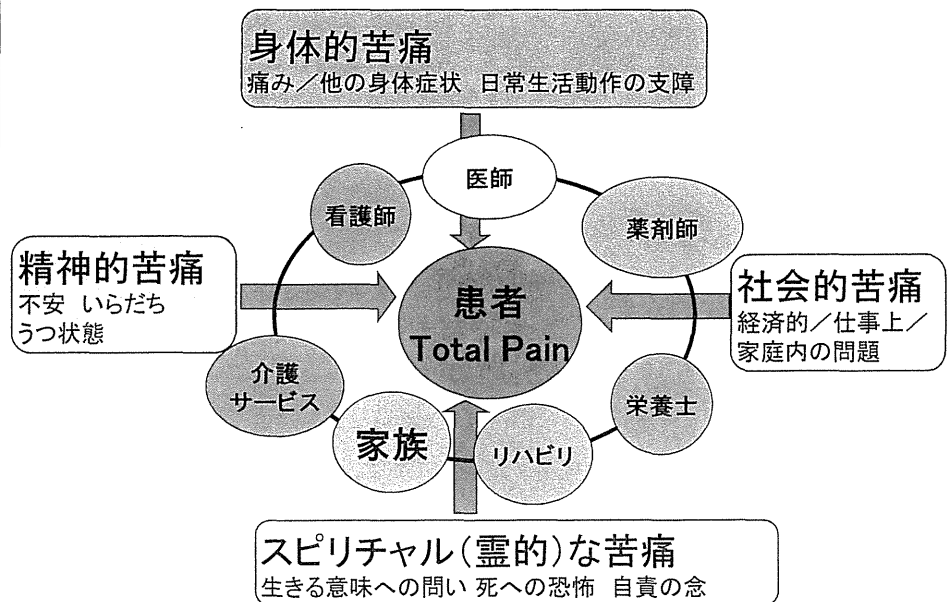 身体的苦痛
痛み／他の身体症状 日常生活動作の支障
医師
看護師
薬剤師
精神的苦痛
不安 いらだち
うつ状態
患者
Total Pain
社会的苦痛
経済的／仕事上／
家庭内の問題
介護
サービス
栄養士
家族
リハビリ
スピリチャル(霊的)な苦痛
生きる意味への問い 死への恐怖 自責の念